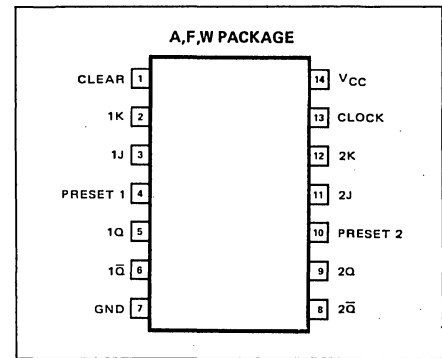 A,F,W PACKAGE
CLEAR 1
14 VCC
1K 2
13 CLOCK
1J 3
12 2K
PRESET 1 4
11 2J
1Q 5
10 PRESET 2
1Q̅ 6
9 2Q
GND 7
8 2Q̅